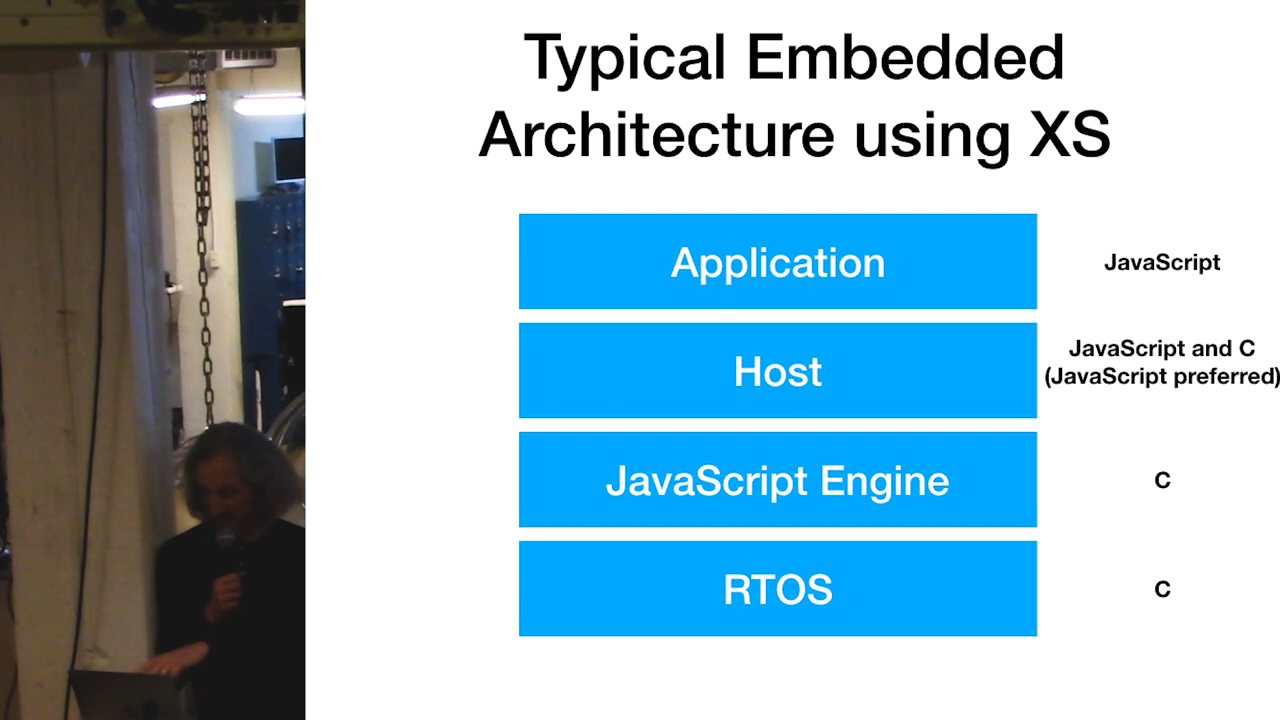 Typical Embedded
Architecture using XS
Application
JavaScript
Host
JavaScript and C
(JavaScript preferred)
JavaScript Engine
C
RTOS
C